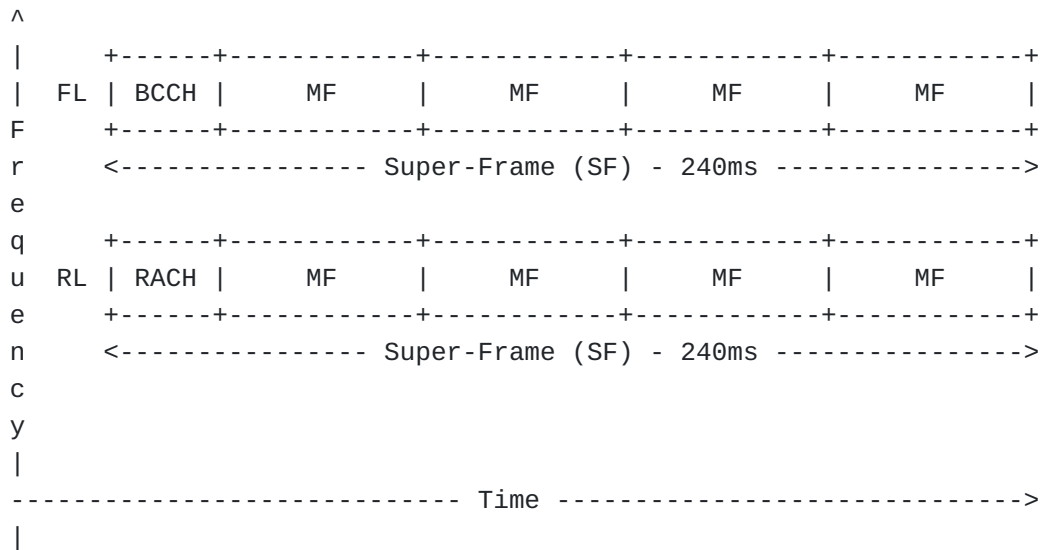 ^
|     +------+------------+------------+------------+------------+
|  FL | BCCH |     MF     |     MF     |     MF     |     MF     |
F     +------+------------+------------+------------+------------+
r     <---------------- Super-Frame (SF) - 240ms ---------------->
e
q     +------+------------+------------+------------+------------+
u  RL | RACH |     MF     |     MF     |     MF     |     MF     |
e     +------+------------+------------+------------+------------+
n     <---------------- Super-Frame (SF) - 240ms ---------------->
c
y
|
----------------------------- Time ------------------------------>
|